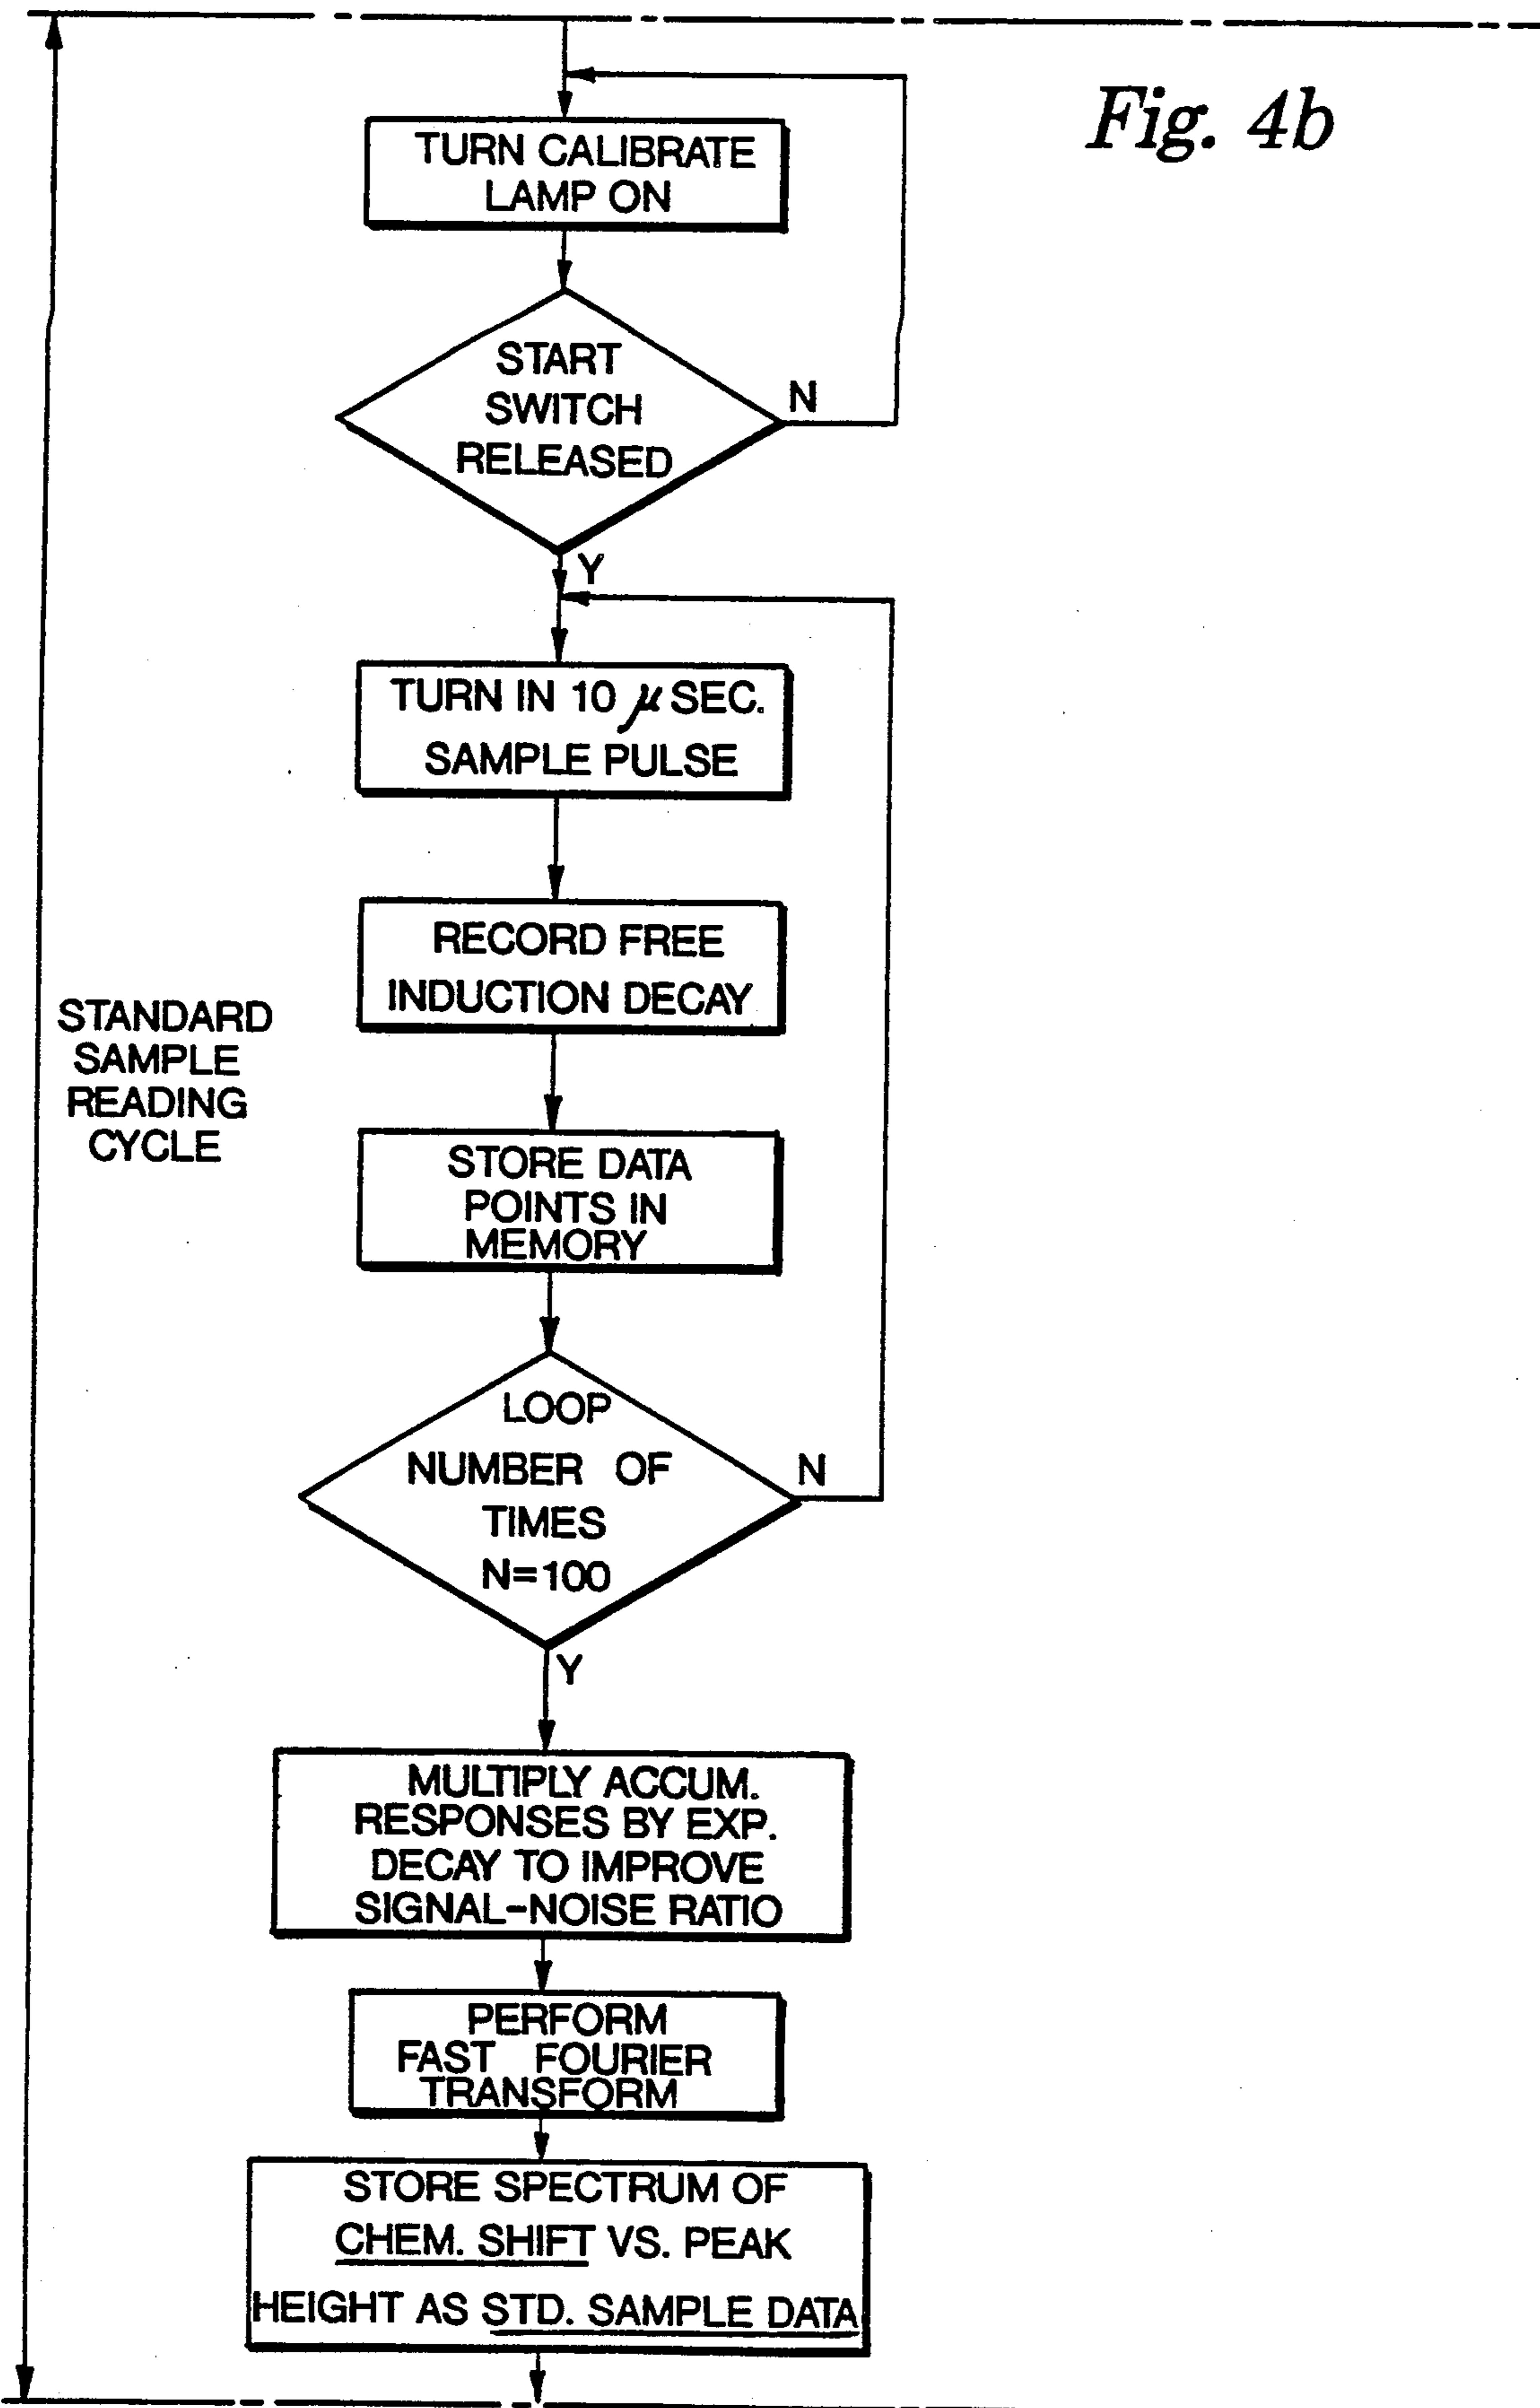 Fig. 4b
TURN CALIBRATE
LAMP ON
START
SWITCH
RELEASED
N
Y
TURN IN 10 μ SEC.
SAMPLE PULSE
RECORD FREE
INDUCTION DECAY
STANDARD
SAMPLE
READING
CYCLE
STORE DATA
POINTS IN
MEMORY
LOOP
NUMBER OF
TIMES
N=100
N
Y
MULTIPLY ACCUM.
RESPONSES BY EXP.
DECAY TO IMPROVE
SIGNAL-NOISE RATIO
PERFORM
FAST FOURIER
TRANSFORM
STORE SPECTRUM OF
CHEM. SHIFT VS. PEAK
HEIGHT AS STD. SAMPLE DATA